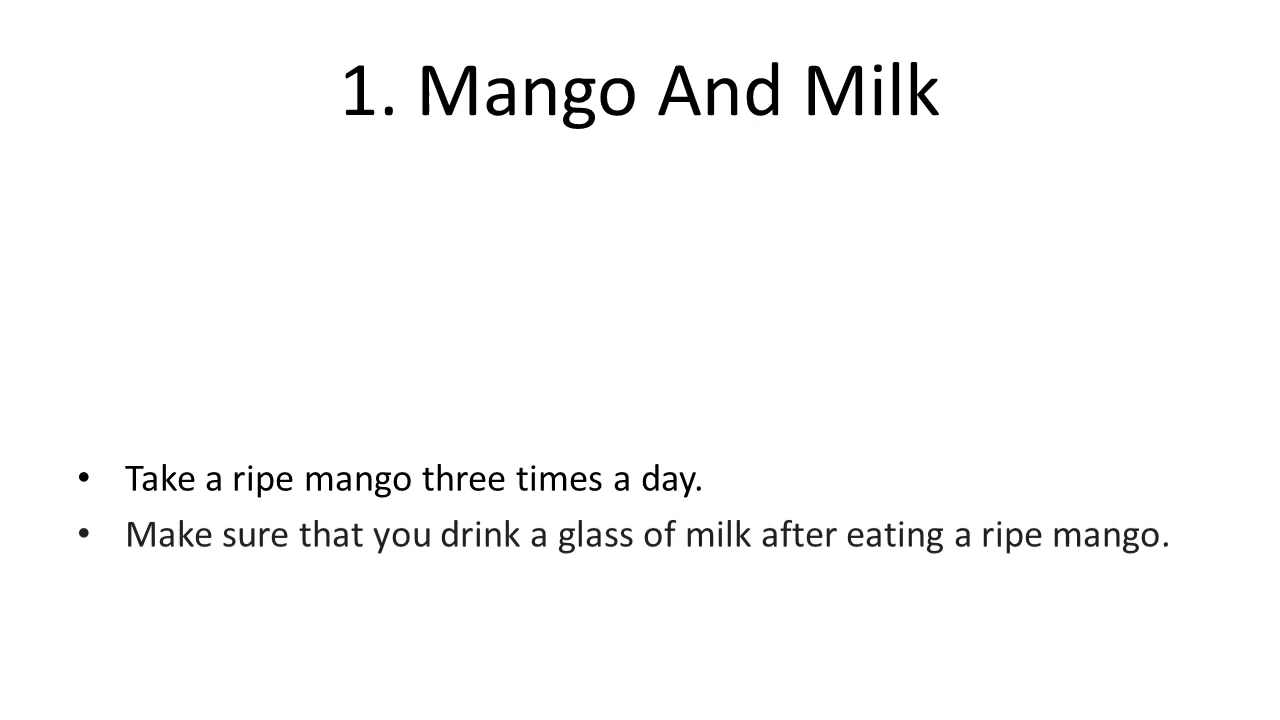 1. Mango And Milk
• Take a ripe mango three times a day.
• Make sure that you drink a glass of milk after eating a ripe mango.